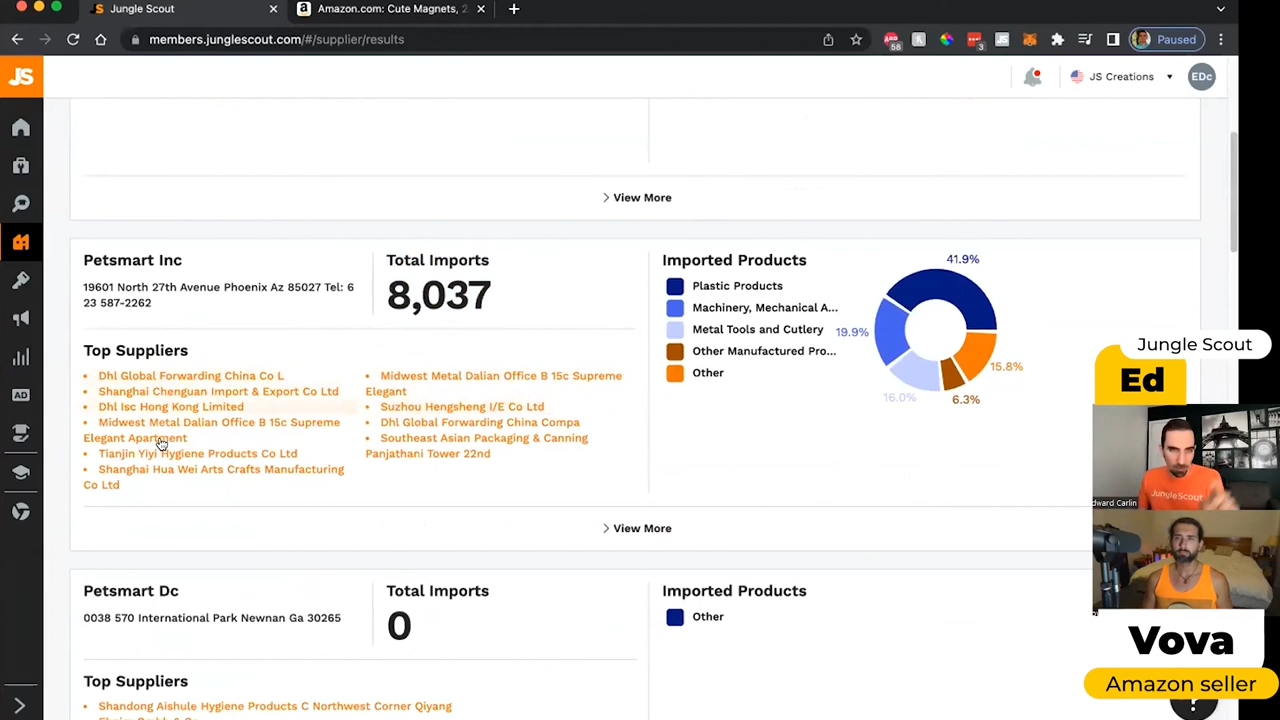 Jungle Scout
Amazon.com: Cute Magnets, 2
members.junglescout.com/#/supplier/results
58
3
Paused
JS
JS Creations
EDc
View More
Petsmart Inc
19601 North 27th Avenue Phoenix Az 85027 Tel: 6
23 587-2262
Total Imports
8,037
Imported Products
Plastic Products
Machinery, Mechanical A...
Metal Tools and Cutlery
Other Manufactured Pro...
Other
41.9%
19.9%
16.0%
6.3%
15.8%
Top Suppliers
Dhl Global Forwarding China Co L
Shanghai Chenguan Import & Export Co Ltd
Dhl Isc Hong Kong Limited
Midwest Metal Dalian Office B 15c Supreme
Elegant Apartment
Tianjin Yiyi Hygiene Products Co Ltd
Shanghai Hua Wei Arts Crafts Manufacturing
Co Ltd
Midwest Metal Dalian Office B 15c Supreme
Elegant
Suzhou Hengsheng I/E Co Ltd
Dhl Global Forwarding China Compa
Southeast Asian Packaging & Canning
Panjathani Tower 22nd
View More
Petsmart Dc
0038 570 International Park Newnan Ga 30265
Total Imports
0
Imported Products
Other
Top Suppliers
Shandong Aishule Hygiene Products C Northwest Corner Qiyang
AD
Jungle Scout
Ed
JungleScout
dward Carlin
Vova
Amazon seller
?